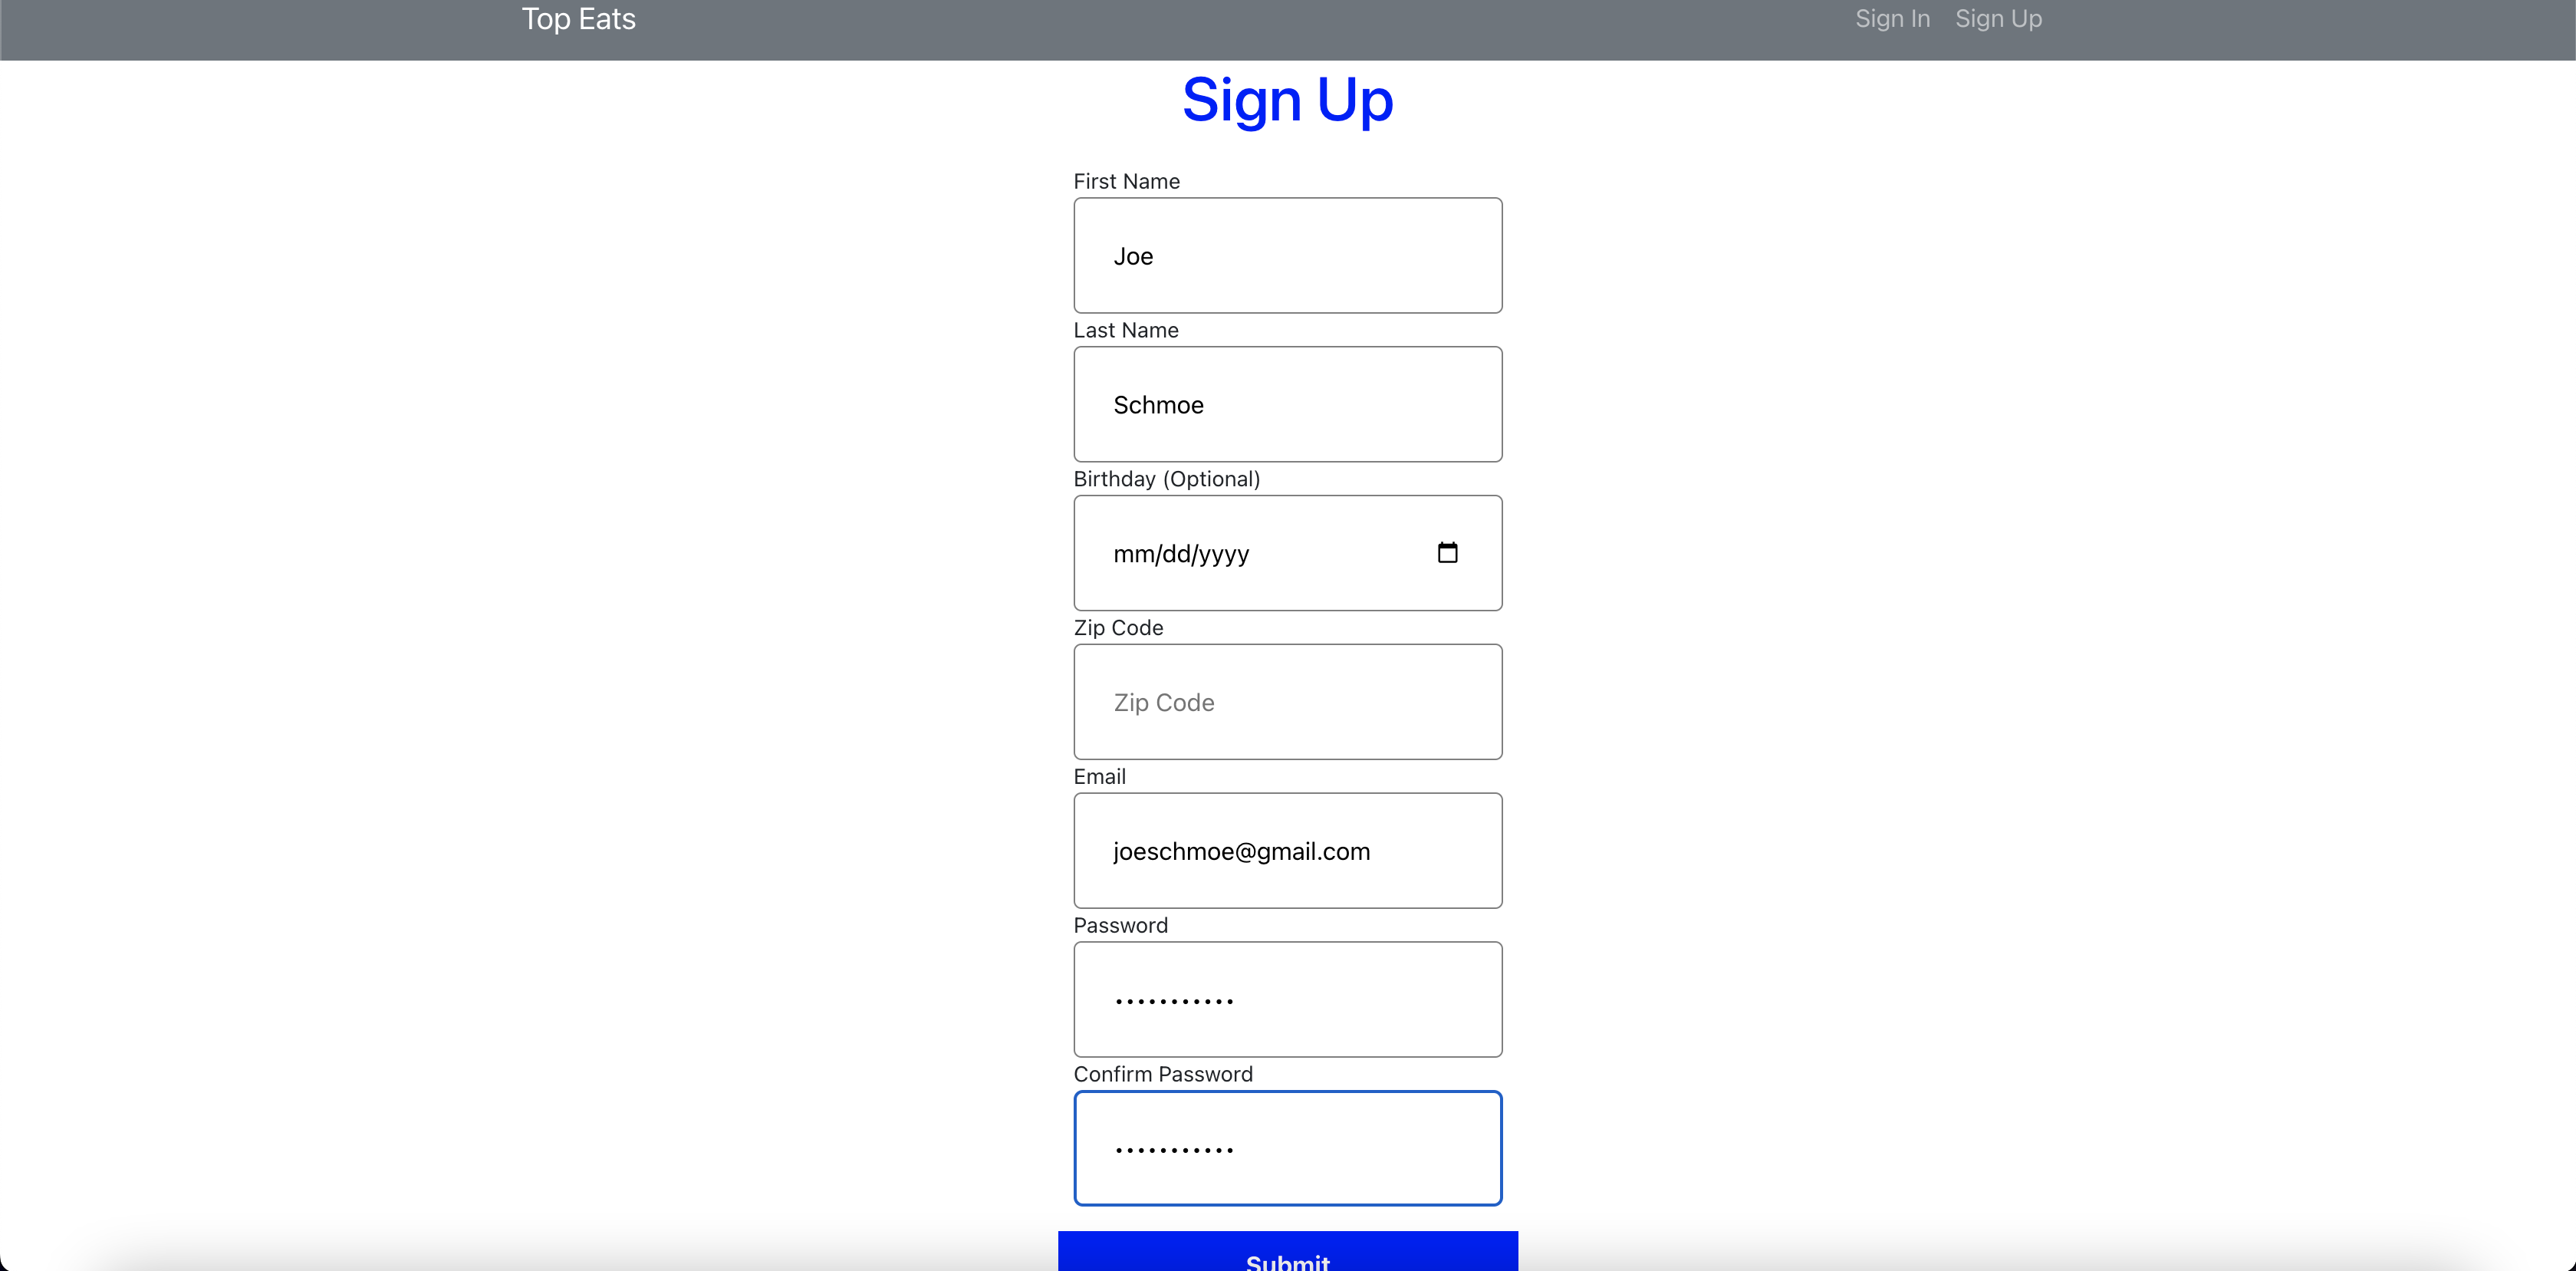 Top Eats Sign In Sign Up
Sign Up
First Name
Joe
Last Name
Schmoe
Birthday (Optional)
mm/dd/yyyy
Zip Code
Zip Code
Email
joeschmoe@gmail.com
Password
•••••••••••
Confirm Password
•••••••••••
Submit